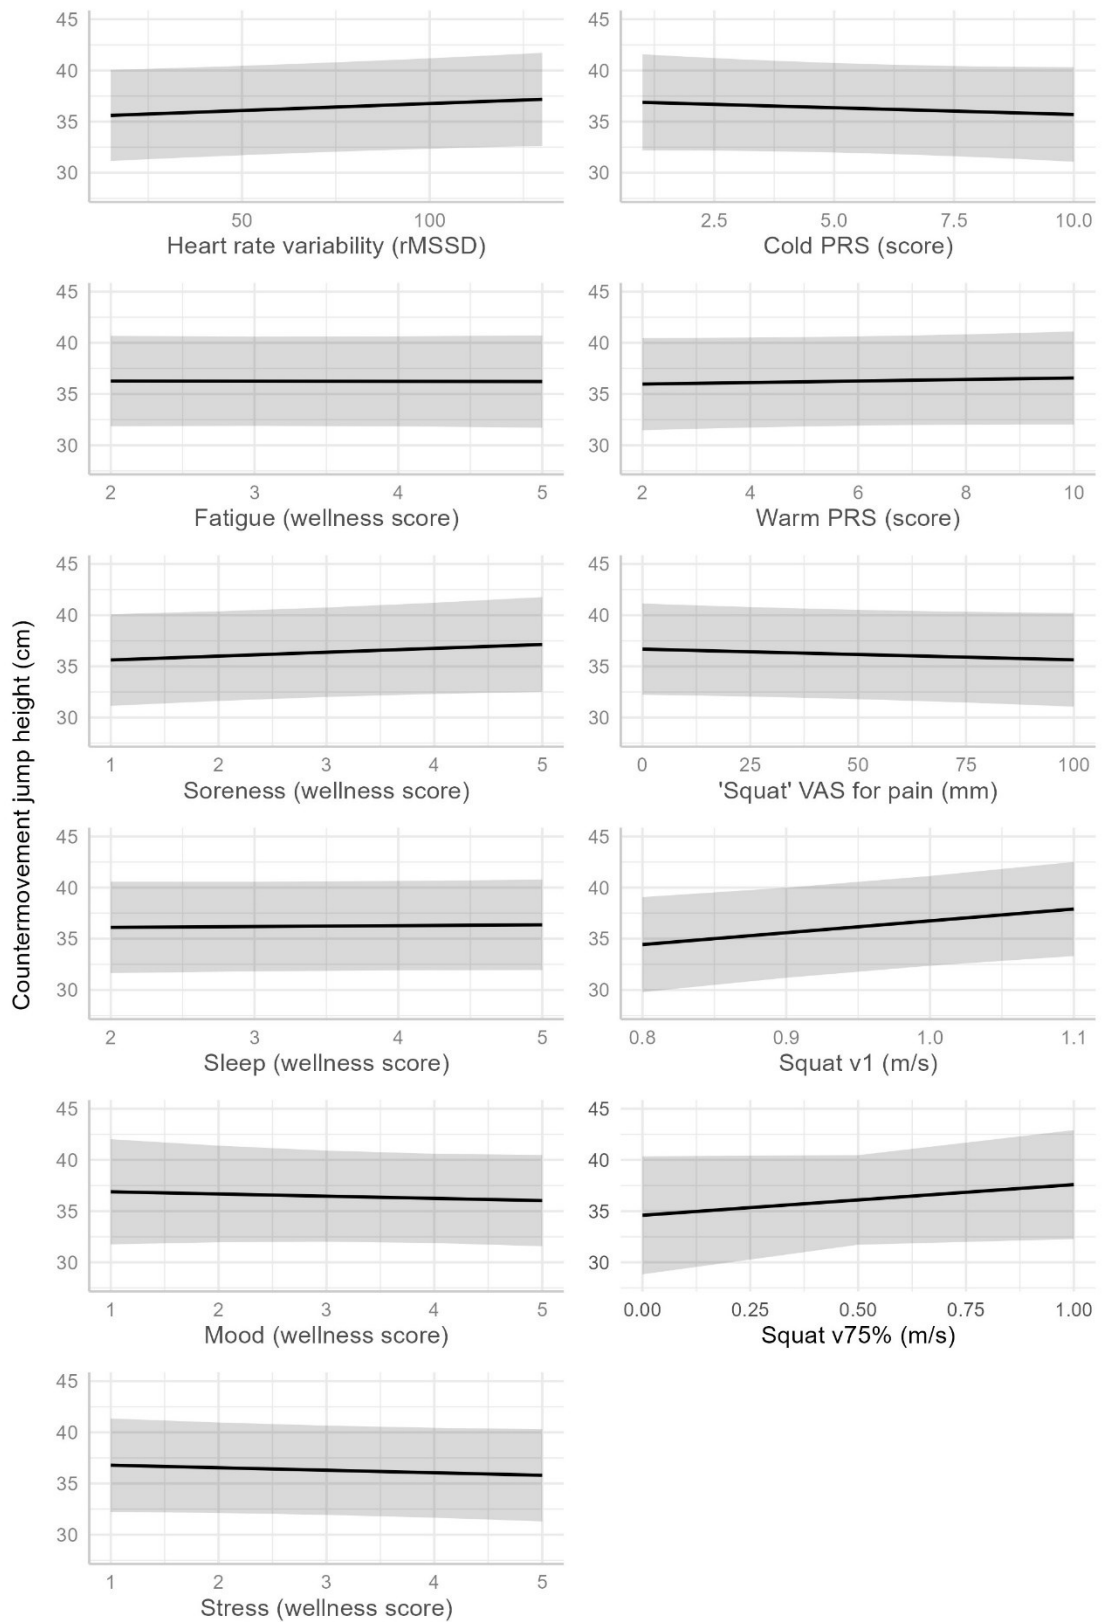 Countermovement jump height (cm)
45
40
35
30
50 100
Heart rate variability (rMSSD)
45
40
35
30
2.5 5.0 7.5 10.0
Cold PRS (score)
45
40
35
30
2 3 4 5
Fatigue (wellness score)
45
40
35
30
2 4 6 8 10
Warm PRS (score)
45
40
35
30
1 2 3 4 5
Soreness (wellness score)
45
40
35
30
0 25 50 75 100
'Squat' VAS for pain (mm)
45
40
35
30
2 3 4 5
Sleep (wellness score)
45
40
35
30
0.8 0.9 1.0 1.1
Squat v1 (m/s)
45
40
35
30
1 2 3 4 5
Mood (wellness score)
45
40
35
30
0.00 0.25 0.50 0.75 1.00
Squat v75% (m/s)
45
40
35
30
1 2 3 4 5
Stress (wellness score)